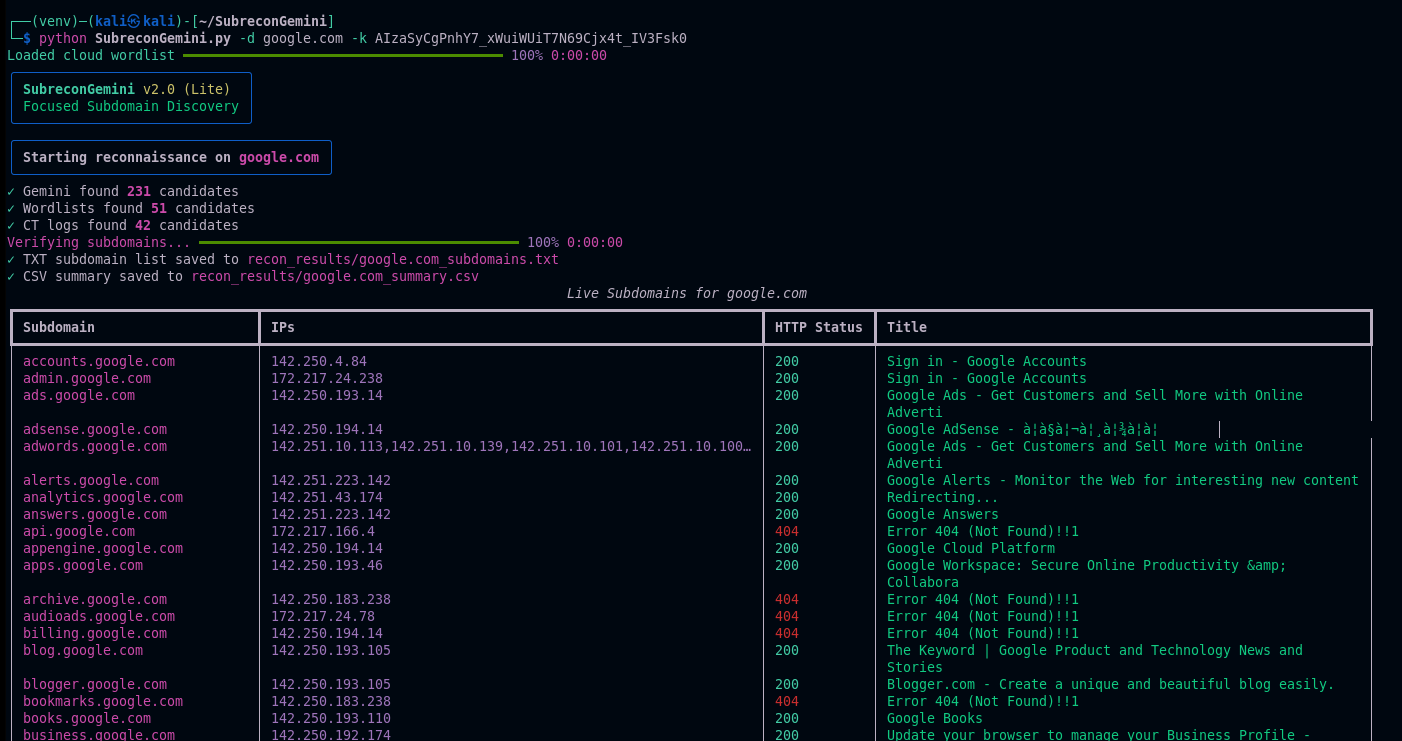 ┌──(venv)─(kali㉿kali)-[~/SubreconGemini]
└─$ python SubreconGemini.py -d google.com -k AIzaSyCgPnhY7_xWuiWUiT7N69Cjx4t_IV3Fsk0
Loaded cloud wordlist 100% 0:00:00
SubreconGemini v2.0 (Lite)
Focused Subdomain Discovery
Starting reconnaissance on google.com
✓ Gemini found 231 candidates
✓ Wordlists found 51 candidates
✓ CT logs found 42 candidates
Verifying subdomains... 100% 0:00:00
✓ TXT subdomain list saved to recon_results/google.com_subdomains.txt
✓ CSV summary saved to recon_results/google.com_summary.csv
Live Subdomains for google.com
Subdomain IPs HTTP Status Title
accounts.google.com 142.250.4.84 200 Sign in - Google Accounts
admin.google.com 172.217.24.238 200 Sign in - Google Accounts
ads.google.com 142.250.193.14 200 Google Ads - Get Customers and Sell More with Online
Adverti
adsense.google.com 142.250.194.14 200 Google AdSense - à¦à§à¦¬à¦¸à¦¾à¦à¦
adwords.google.com 142.251.10.113,142.251.10.139,142.251.10.101,142.251.10.100… 200 Google Ads - Get Customers and Sell More with Online
Adverti
alerts.google.com 142.251.223.142 200 Google Alerts - Monitor the Web for interesting new content
analytics.google.com 142.251.43.174 200 Redirecting...
answers.google.com 142.251.223.142 200 Google Answers
api.google.com 172.217.166.4 404 Error 404 (Not Found)!!1
appengine.google.com 142.250.194.14 200 Google Cloud Platform
apps.google.com 142.250.193.46 200 Google Workspace: Secure Online Productivity &amp;
Collabora
archive.google.com 142.250.183.238 404 Error 404 (Not Found)!!1
audioads.google.com 172.217.24.78 404 Error 404 (Not Found)!!1
billing.google.com 142.250.194.14 404 Error 404 (Not Found)!!1
blog.google.com 142.250.193.105 200 The Keyword | Google Product and Technology News and
Stories
blogger.google.com 142.250.193.105 200 Blogger.com - Create a unique and beautiful blog easily.
bookmarks.google.com 142.250.183.238 404 Error 404 (Not Found)!!1
books.google.com 142.250.193.110 200 Google Books
business.google.com 142.250.192.174 200 Update your browser to manage your Business Profile -